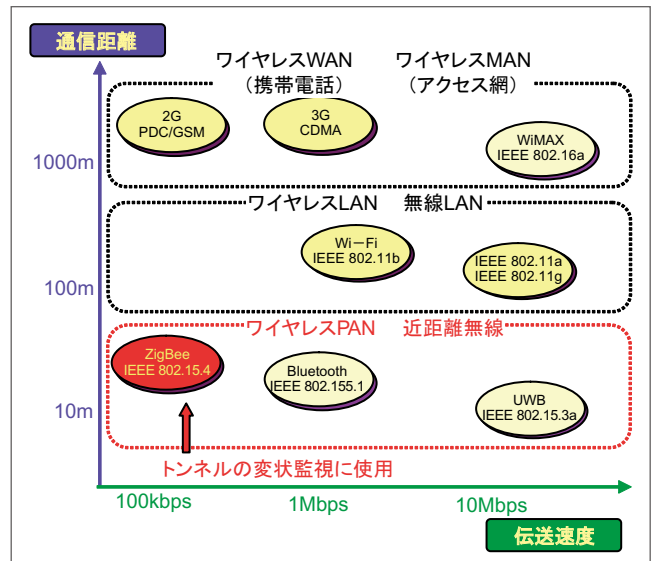 通信距離
ワイヤレスWAN
（携帯電話）
ワイヤレスMAN
（アクセス網）
2G
PDC/GSM
3G
CDMA
WiMAX
IEEE 802.16a
1000m
ワイヤレスLAN 無線LAN
Wi－Fi
IEEE 802.11b
IEEE 802.11a
IEEE 802.11g
100m
ワイヤレスPAN 近距離無線
ZigBee
IEEE 802.15.4
Bluetooth
IEEE 802.155.1
UWB
IEEE 802.15.3a
10m
トンネルの変状監視に使用
100kbps
1Mbps
10Mbps
伝送速度